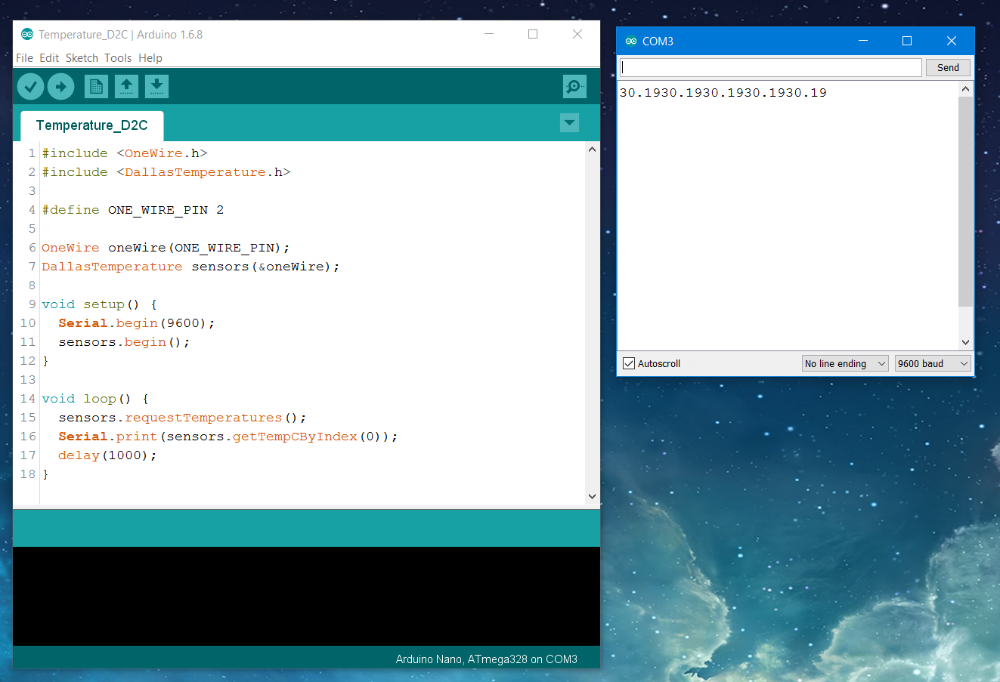 Temperature_D2C | Arduino 1.6.8
File Edit Sketch Tools Help
Temperature_D2C
1 #include <OneWire.h>
2 #include <DallasTemperature.h>
3
4 #define ONE_WIRE_PIN 2
5
6 OneWire oneWire(ONE_WIRE_PIN);
7 DallasTemperature sensors(&oneWire);
8
9 void setup() {
10   Serial.begin(9600);
11   sensors.begin();
12 }
13
14 void loop() {
15   sensors.requestTemperatures();
16   Serial.print(sensors.getTempCByIndex(0));
17   delay(1000);
18 }
Arduino Nano, ATmega328 on COM3
COM3
Send
30.1930.1930.1930.1930.19
Autoscroll
No line ending
9600 baud